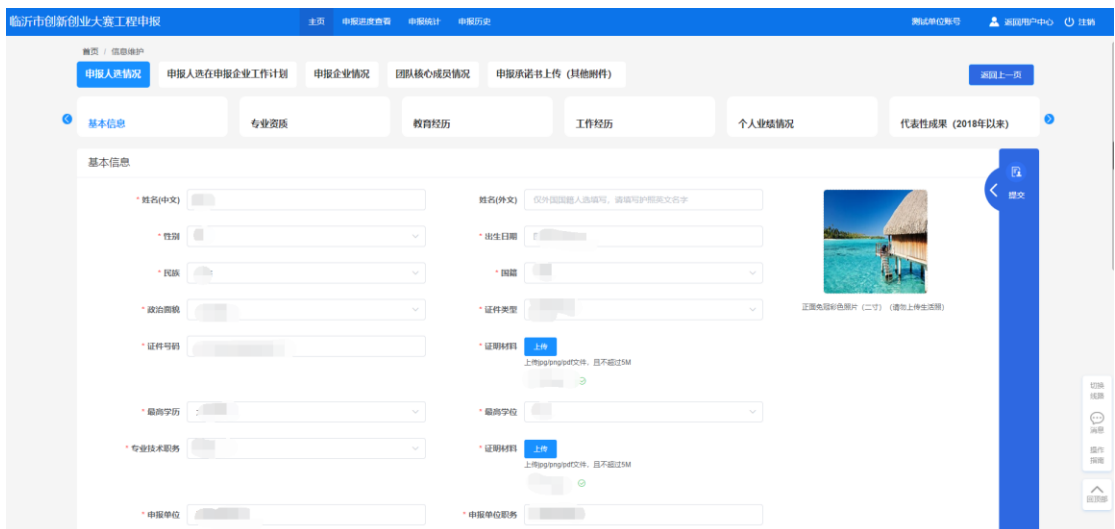 临沂市创新创业大赛工程申报 主页 申报进度查看 申报统计 申报历史 测试单位账号 返回用户中心 注销
首页 / 信息维护
申报人选情况 申报人选在申报企业工作计划 申报企业情况 团队核心成员情况 申报承诺书上传（其他附件） 返回上一页
基本信息 专业资质 教育经历 工作经历 个人业绩情况 代表性成果（2018年以来）
基本信息
提交
* 姓名(中文) 姓名(外文) 仅外国国籍人选填写，请填写护照英文名字
* 性别 * 出生日期
* 民族 * 国籍
* 政治面貌 * 证件类型 正面免冠彩色照片（二寸）（请勿上传生活照）
* 证件号码 * 证明材料 上传
上传jpg/png/pdf文件，且不超过5M
* 最高学历 * 最高学位
* 专业技术职务 * 证明材料 上传
上传jpg/png/pdf文件，且不超过5M
* 申报单位 * 申报单位职务
切换
线路
消息
操作
指南
回顶部